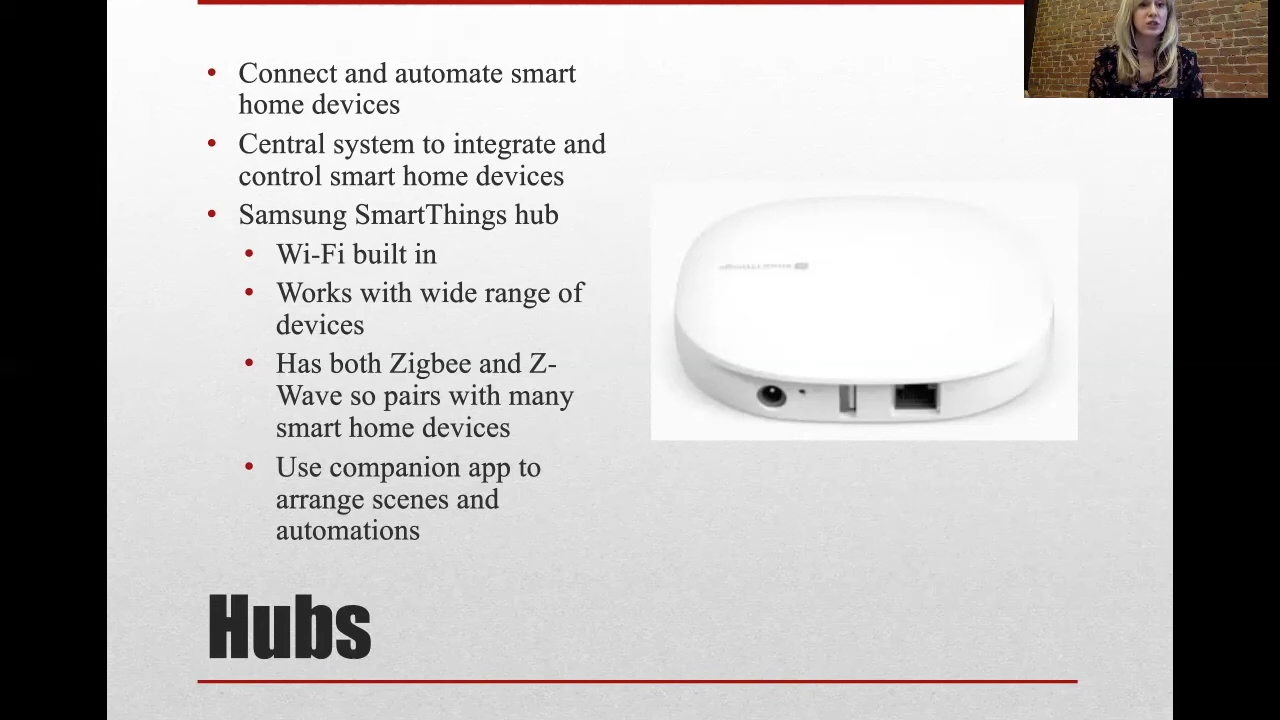 Connect and automate smart
home devices
Central system to integrate and
control smart home devices
Samsung SmartThings hub
Wi-Fi built in
Works with wide range of
devices
Has both Zigbee and Z-
Wave so pairs with many
smart home devices
Use companion app to
arrange scenes and
automations
Hubs